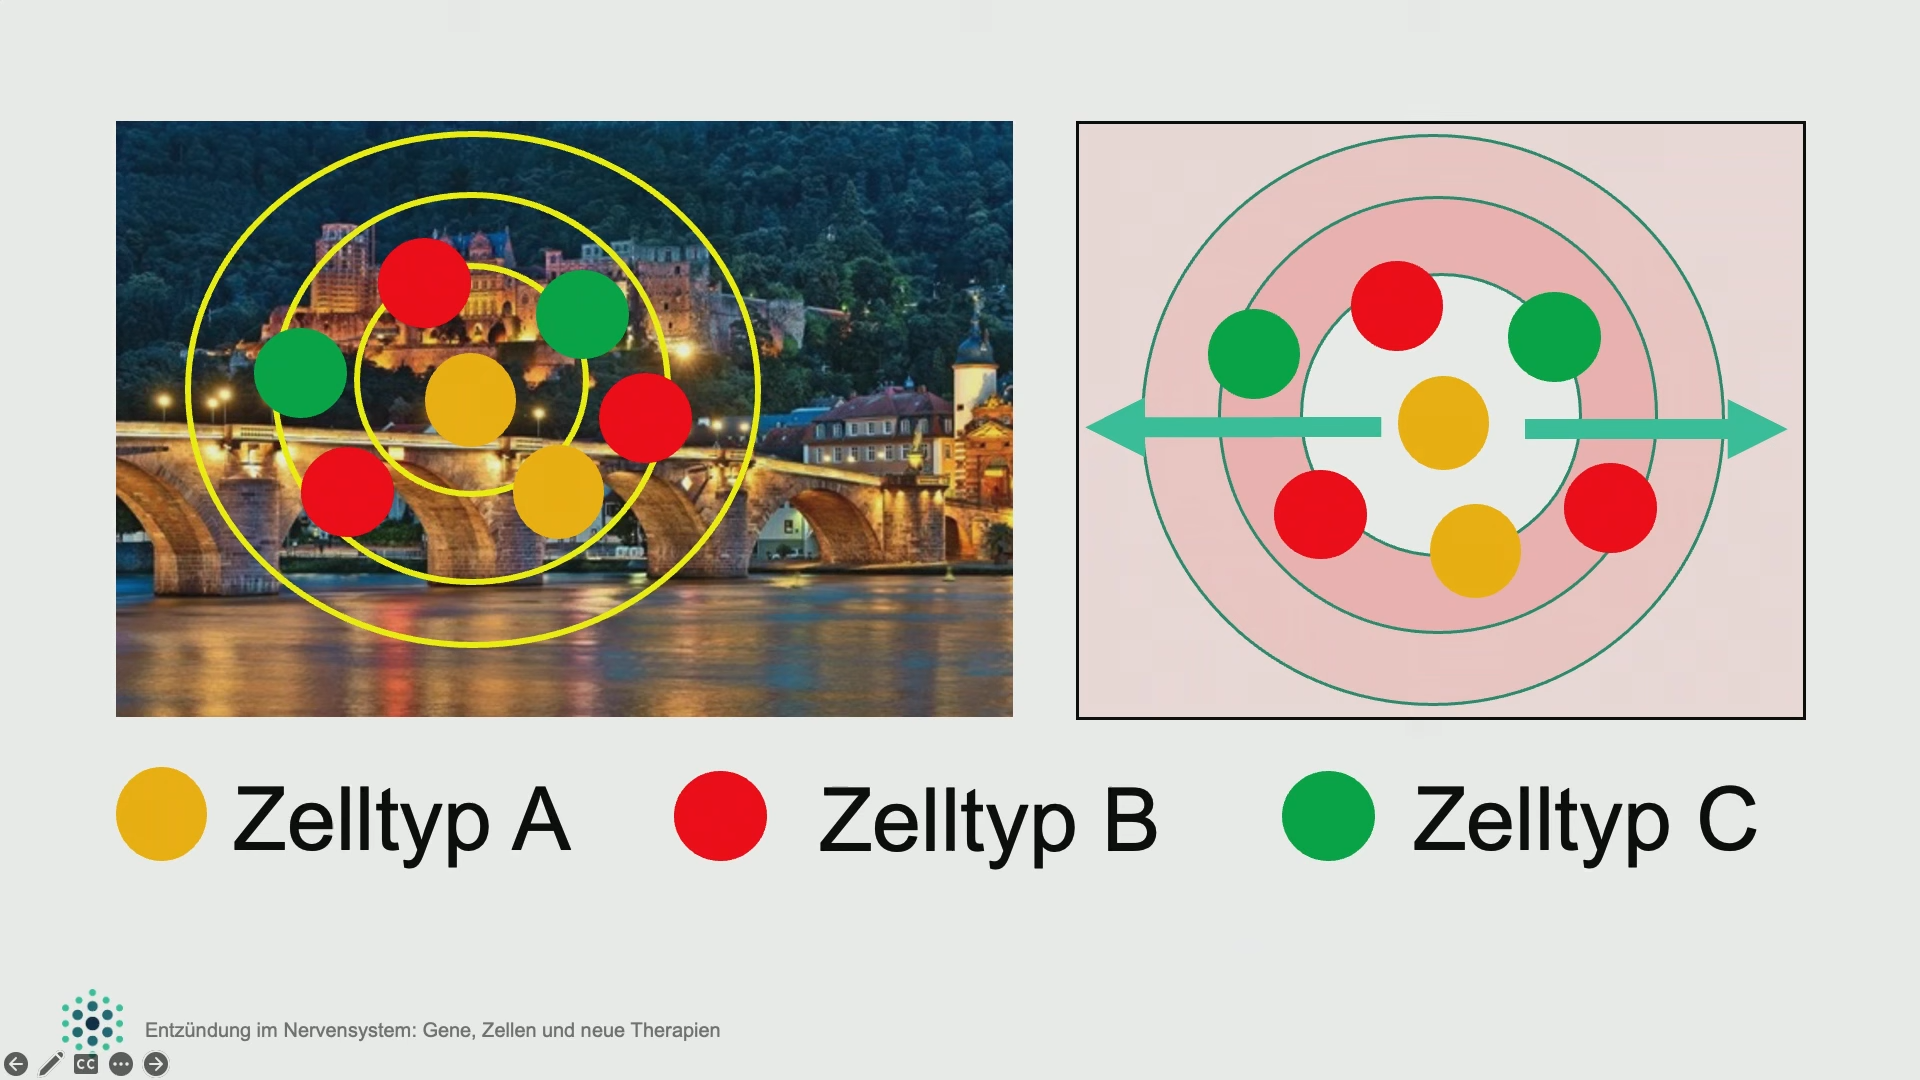 Zelltyp A
Zelltyp B
Zelltyp C
Entzündung im Nervensystem: Gene, Zellen und neue Therapien
CC